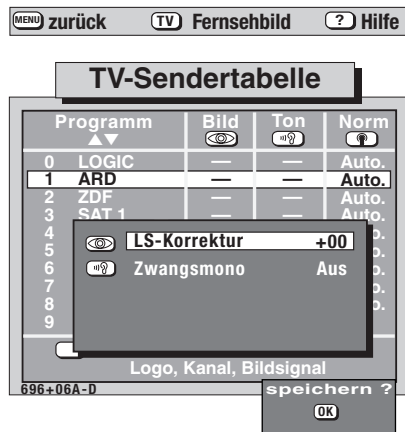 MENU zurück TV Fernsehbild ? Hilfe
TV-Sendertabelle
Programm Bild Ton Norm
0 LOGIC — — Auto.
1 ARD — — Auto.
2 ZDF — — Auto.
3 SAT 1 — — Auto.
4 o.
5 o.
6 o.
7 o.
8 o.
9
LS-Korrektur +00
Zwangsmono Aus
Logo, Kanal, Bildsignal
696+06A-D
speichern ?
OK